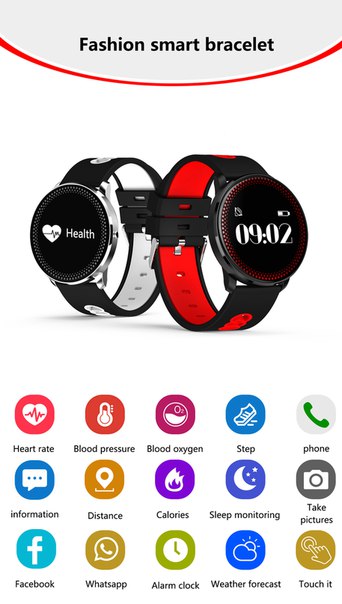 Fashion smart bracelet
Health
09:02
O₂
Heart rate
Blood pressure
Blood oxygen
Step
phone
information
Distance
Calories
Sleep monitoring
Take
pictures
Facebook
Whatsapp
Alarm clock
Weather forecast
Touch it